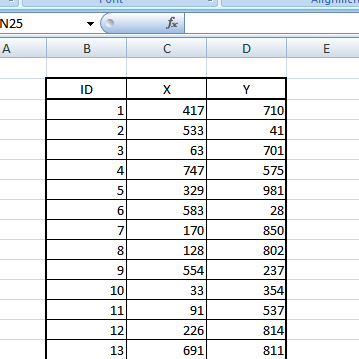 Font
Alignment
N25
fx
A B C D E
ID X Y
1 417 710
2 533 41
3 63 701
4 747 575
5 329 981
6 583 28
7 170 850
8 128 802
9 554 237
10 33 354
11 91 537
12 226 814
13 691 811